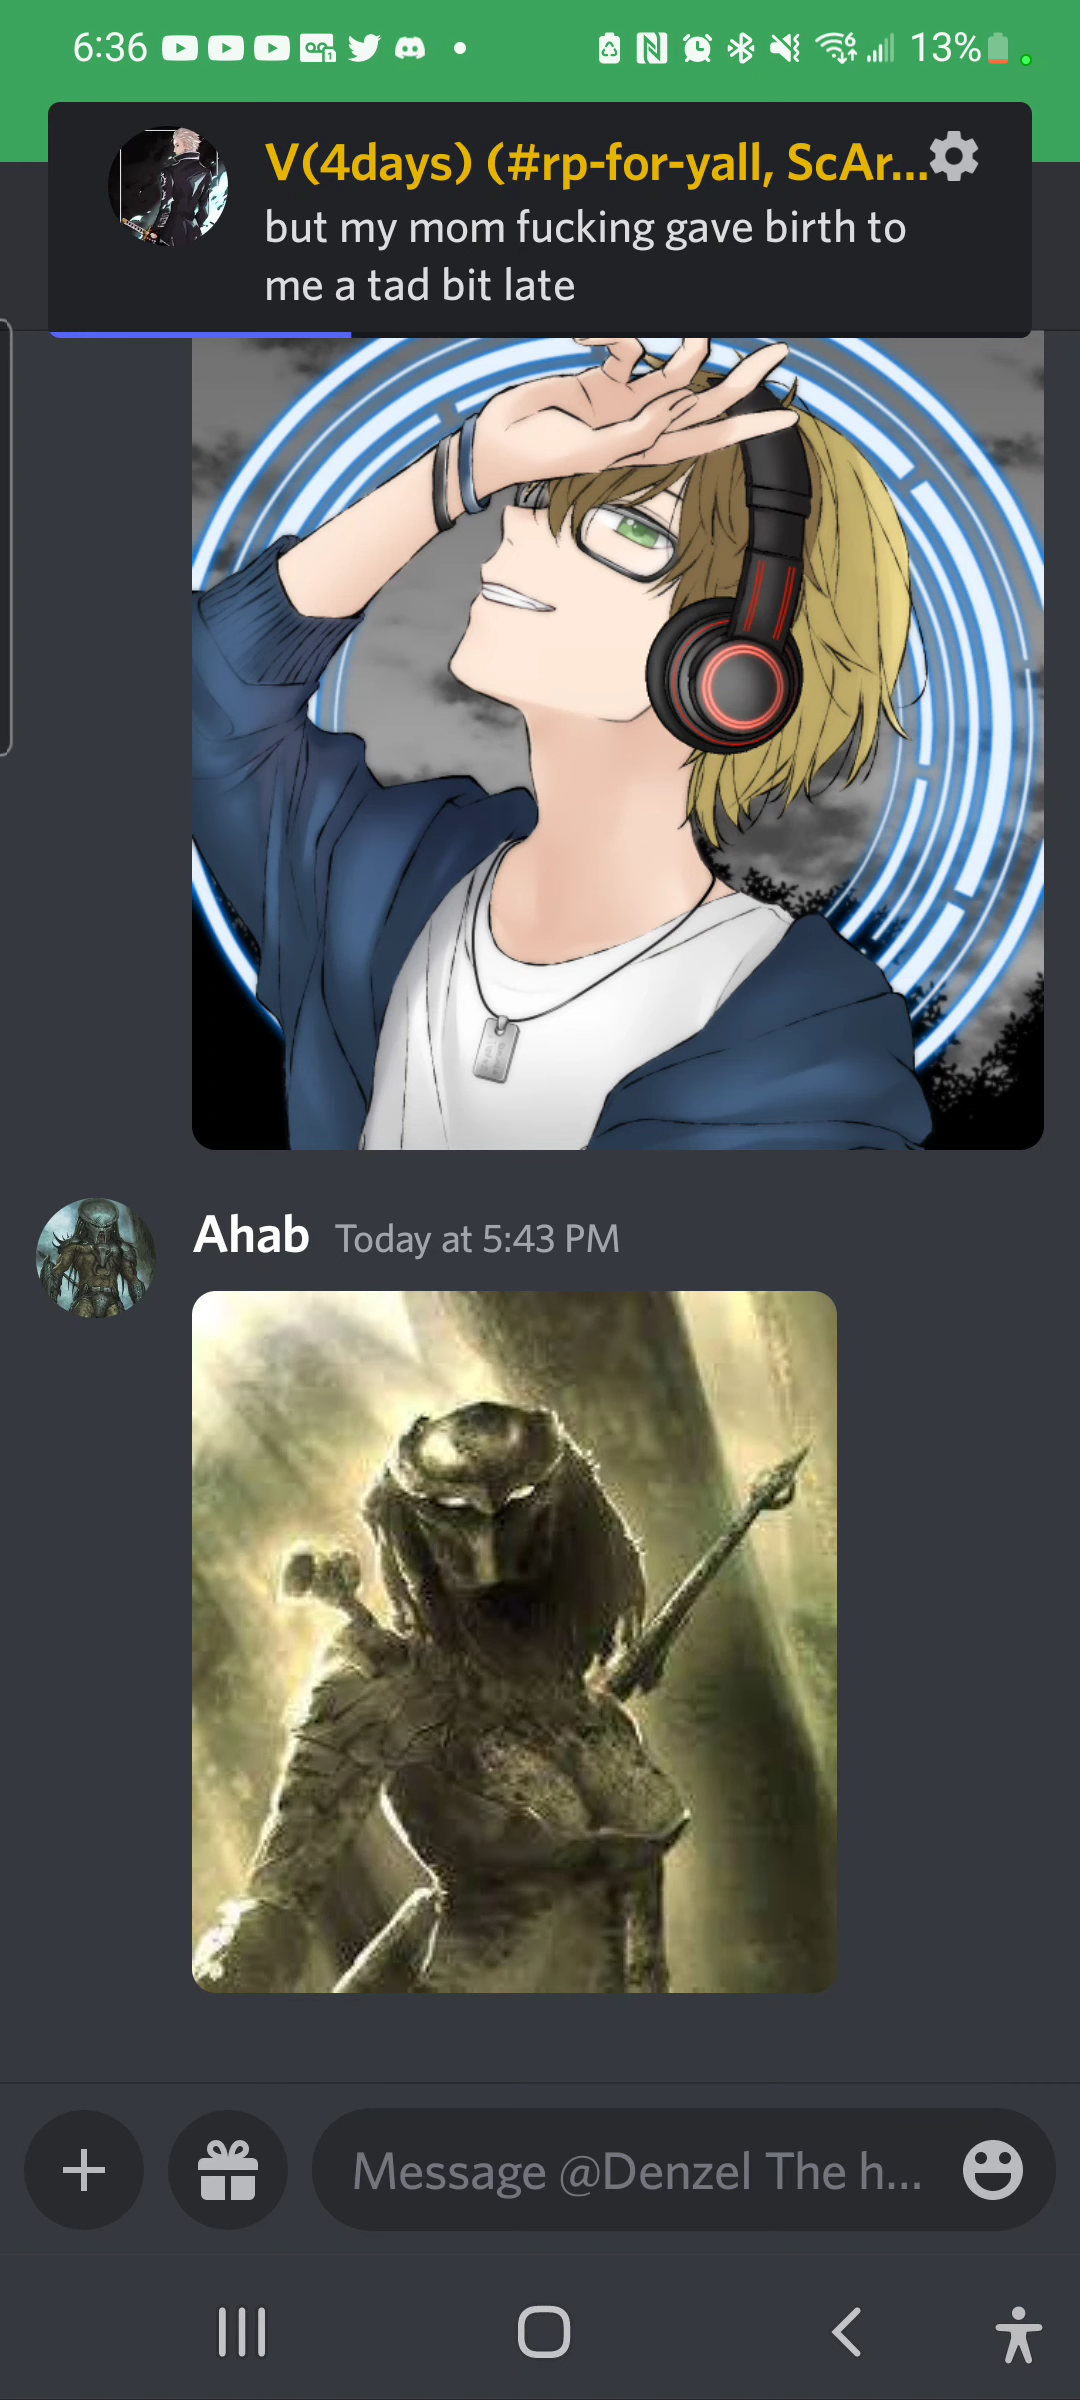 6:36
13%
V(4days) (#rp-for-yall, ScAr...
but my mom fucking gave birth to
me a tad bit late
Ahab Today at 5:43 PM
Message @Denzel The h...